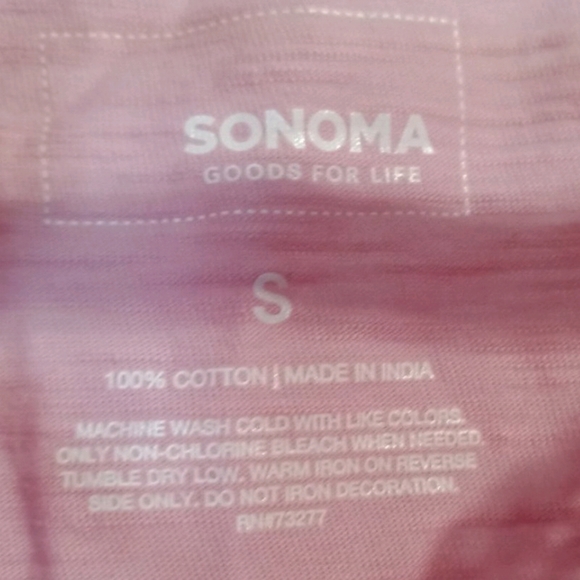 SONOMA
GOODS FOR LIFE
S
100% COTTON | MADE IN INDIA
MACHINE WASH COLD WITH LIKE COLORS.
ONLY NON-CHLORINE BLEACH WHEN NEEDED.
TUMBLE DRY LOW. WARM IRON ON REVERSE
SIDE ONLY. DO NOT IRON DECORATION.
RN#73277